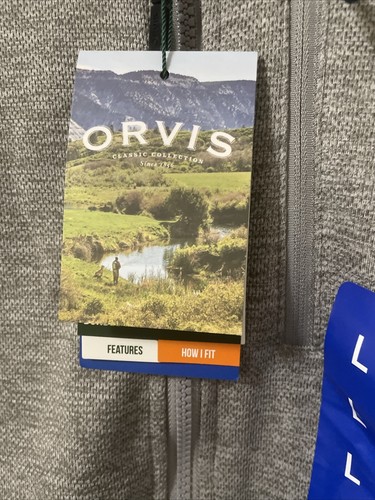 ORVIS
CLASSIC COLLECTION
Since 1856
FEATURES
HOW I FIT
L
L
L